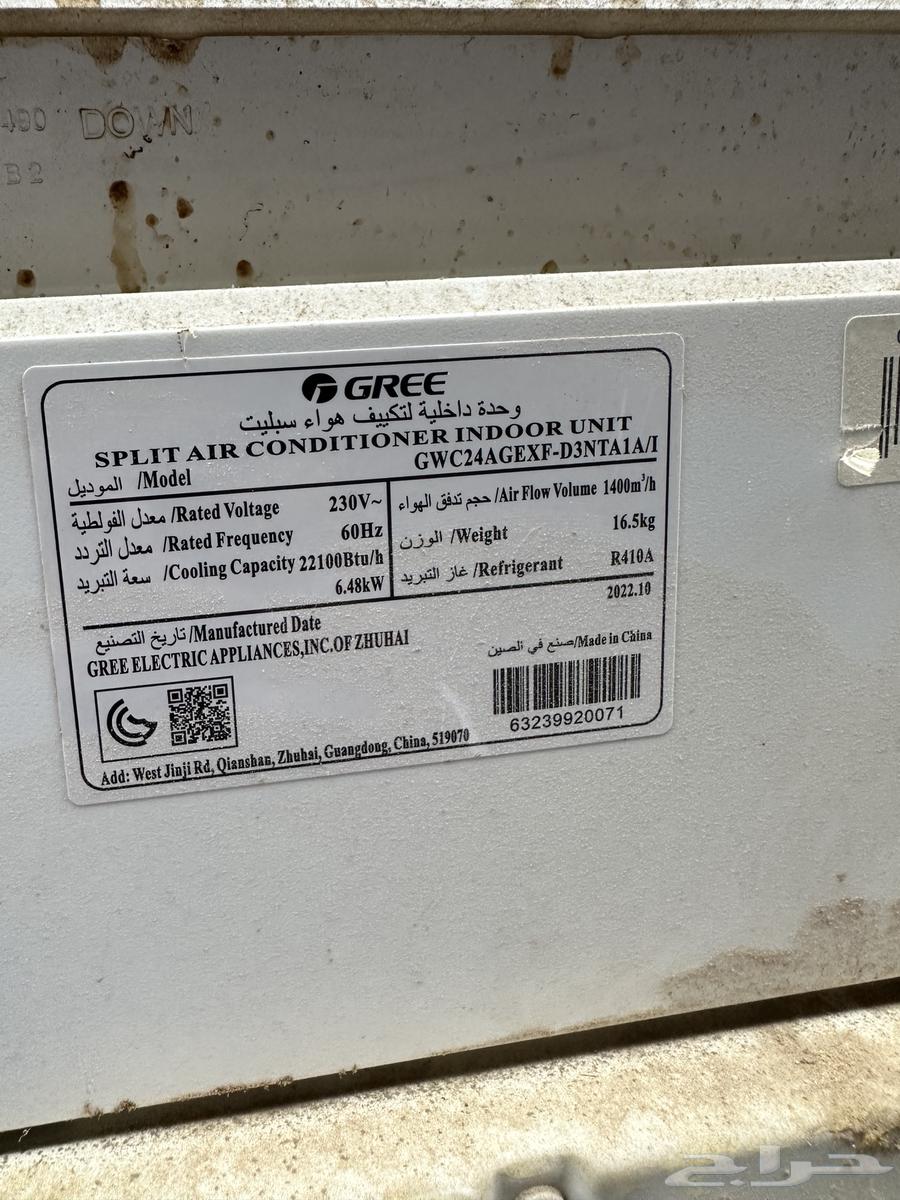 490 DOWN
B2
GREE
وحدة داخلية لتكييف هواء سبليت
SPLIT AIR CONDITIONER INDOOR UNIT
الموديل /Model GWC24AGEXF-D3NTA1A/I
معدل الفولطية /Rated Voltage 230V~
معدل التردد /Rated Frequency 60Hz
سعة التبريد /Cooling Capacity 22100Btu/h
6.48kW
حجم تدفق الهواء /Air Flow Volume 1400m³/h
الوزن /Weight 16.5kg
غاز التبريد /Refrigerant R410A
تاريخ التصنيع /Manufactured Date 2022.10
GREE ELECTRIC APPLIANCES,INC.OF ZHUHAI
صنع في الصين/Made in China
63239920071
Add: West Jinji Rd, Qianshan, Zhuhai, Guangdong, China, 519070
حراج